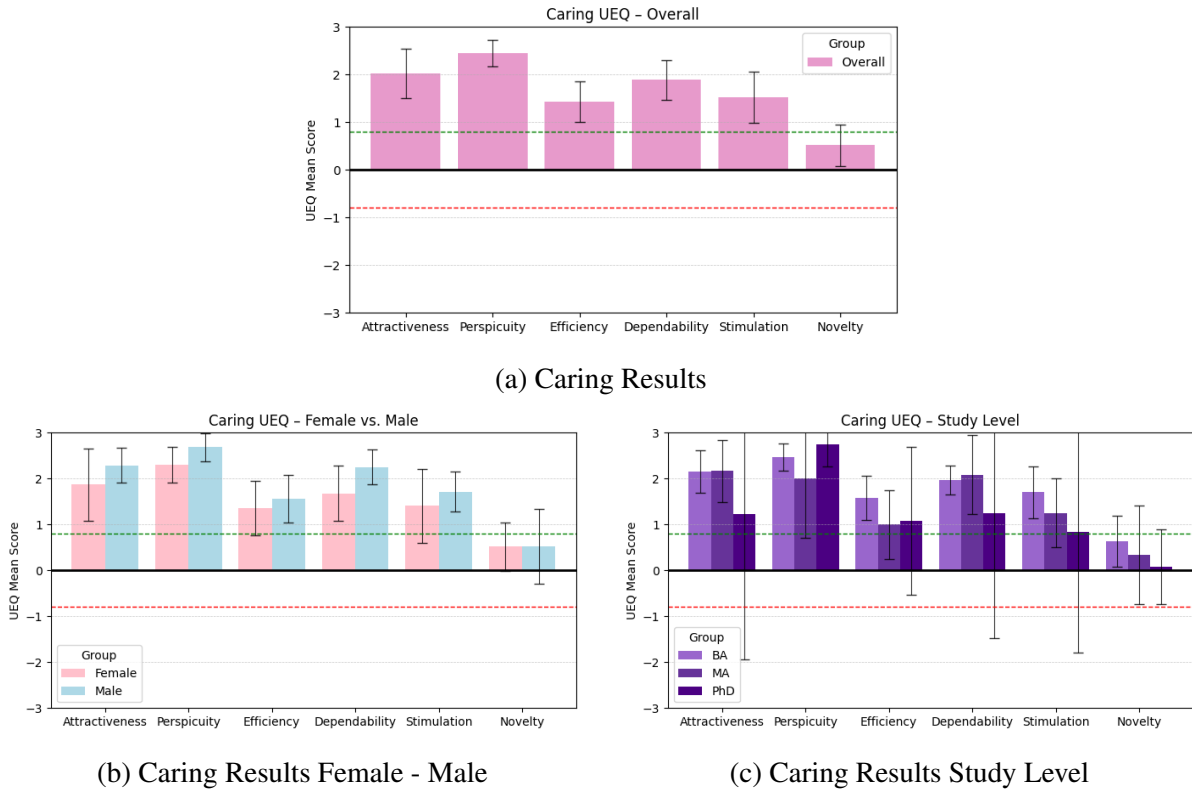 Caring UEQ – Overall
3
2
1
0
−1
−2
−3
UEQ Mean Score
Group
Overall
Attractiveness Perspicuity Efficiency Dependability Stimulation Novelty
(a) Caring Results
Caring UEQ – Female vs. Male
3
2
1
0
−1
−2
−3
UEQ Mean Score
Group
Female
Male
Attractiveness Perspicuity Efficiency Dependability Stimulation Novelty
(b) Caring Results Female - Male
Caring UEQ – Study Level
3
2
1
0
−1
−2
−3
UEQ Mean Score
Group
BA
MA
PhD
Attractiveness Perspicuity Efficiency Dependability Stimulation Novelty
(c) Caring Results Study Level